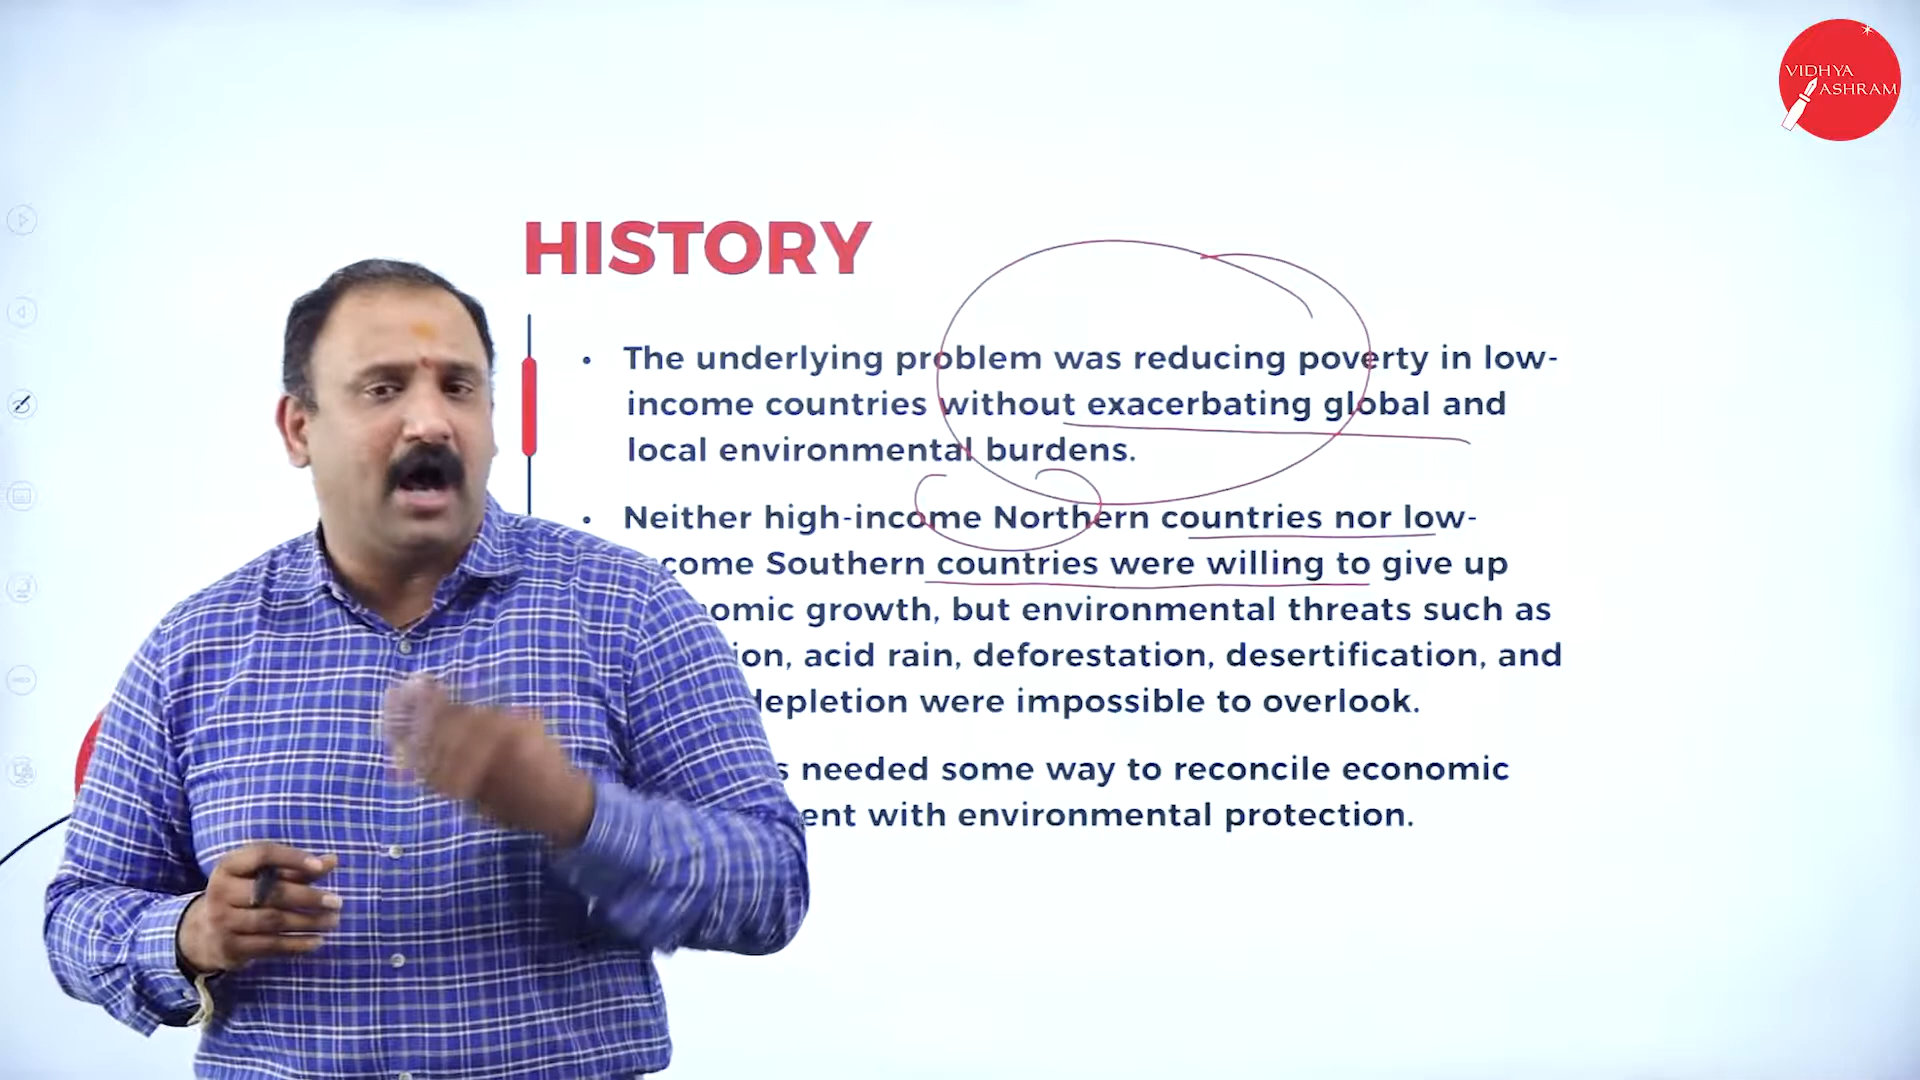 VIDHYA
ASHRAM
HISTORY
• The underlying problem was reducing poverty in low-
income countries without exacerbating global and
local environmental burdens.
• Neither high-income Northern countries nor low-
come Southern countries were willing to give up
omic growth, but environmental threats such as
ion, acid rain, deforestation, desertification, and
depletion were impossible to overlook.
s needed some way to reconcile economic
ent with environmental protection.